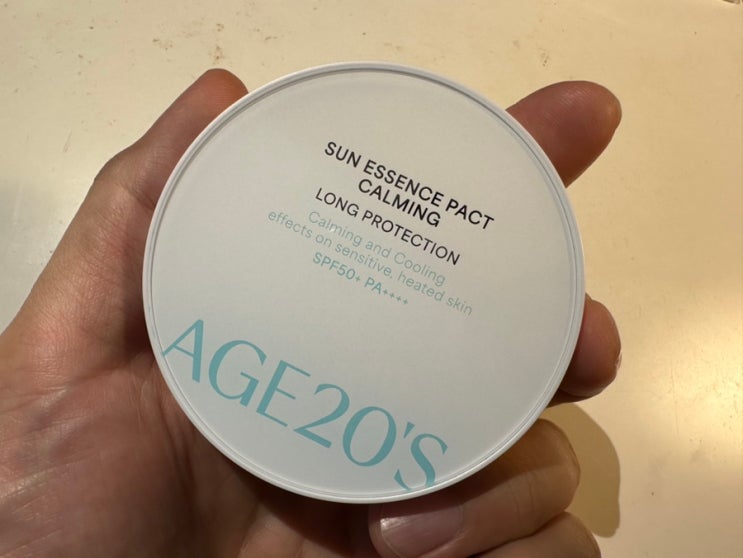 SUN ESSENCE PACT
CALMING
LONG PROTECTION
Calming and Cooling
effects on sensitive, heated skin
SPF50+ PA++++
AGE20'S